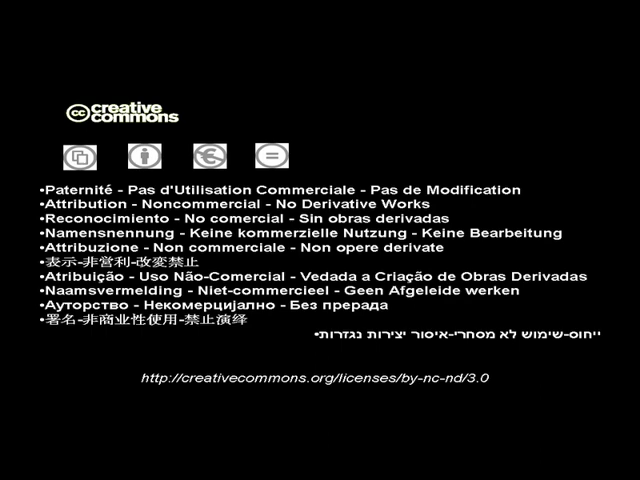 cc creative
commons
•Paternité - Pas d'Utilisation Commerciale - Pas de Modification
•Attribution - Noncommercial - No Derivative Works
•Reconocimiento - No comercial - Sin obras derivadas
•Namensnennung - Keine kommerzielle Nutzung - Keine Bearbeitung
•Attribuzione - Non commerciale - Non opere derivate
•表示-非営利-改変禁止
•Atribuição - Uso Não-Comercial - Vedada a Criação de Obras Derivadas
•Naamsvermelding - Niet-commercieel - Geen Afgeleide werken
•Ауторство - Некомерцијално - Без прерада
•署名-非商业性使用-禁止演绎
•ייחוס-שימוש לא מסחרי-איסור יצירות נגזרות
http://creativecommons.org/licenses/by-nc-nd/3.0